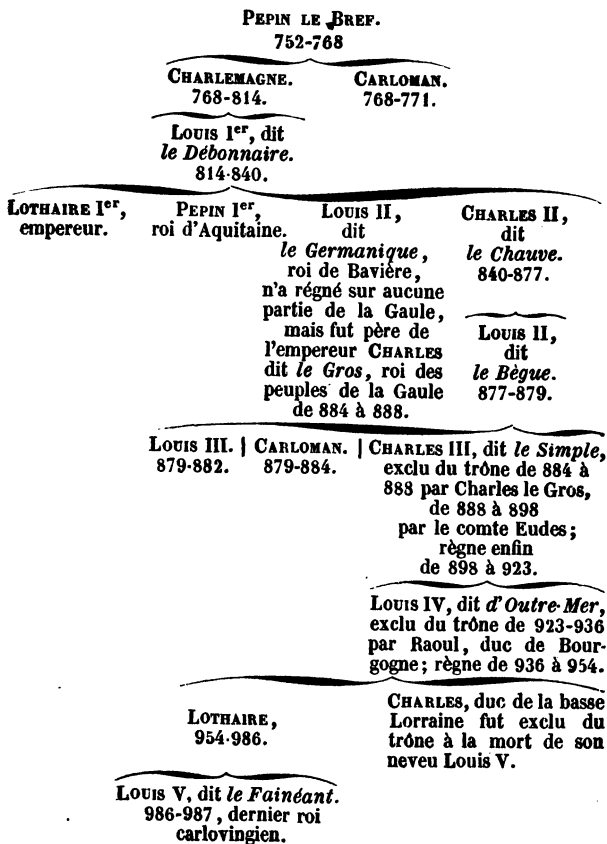 PEPIN LE BREF.
752-768
CHARLEMAGNE.
768-814.
CARLOMAN.
768-771.
LOUIS 1er, dit
le Débonnaire.
814-840.
LOTHAIRE Ier,
empereur.
PEPIN 1er,
roi d'Aquitaine.
LOUIS II,
dit
le Germanique,
roi de Bavière,
n'a régné sur aucune
partie de la Gaule,
mais fut père de
l'empereur CHARLES
dit le Gros, roi des
peuples de la Gaule
de 884 à 888.
CHARLES II,
dit
le Chauve.
840-877.
LOUIS II,
dit
le Bègue.
877-879.
LOUIS III.
879-882.
CARLOMAN.
879-884.
CHARLES III, dit le Simple,
exclu du trône de 884 à
888 par Charles le Gros,
de 888 à 898
par le comte Eudes;
règne enfin
de 898 à 923.
LOUIS IV, dit d'Outre-Mer,
exclu du trône de 923-936
par Raoul, duc de Bour-
gogne; règne de 936 à 954.
LOTHAIRE,
954-986.
CHARLES, duc de la basse
Lorraine fut exclu du
trône à la mort de son
neveu Louis V.
LOUIS V, dit le Fainéant.
986-987, dernier roi
carlovingien.